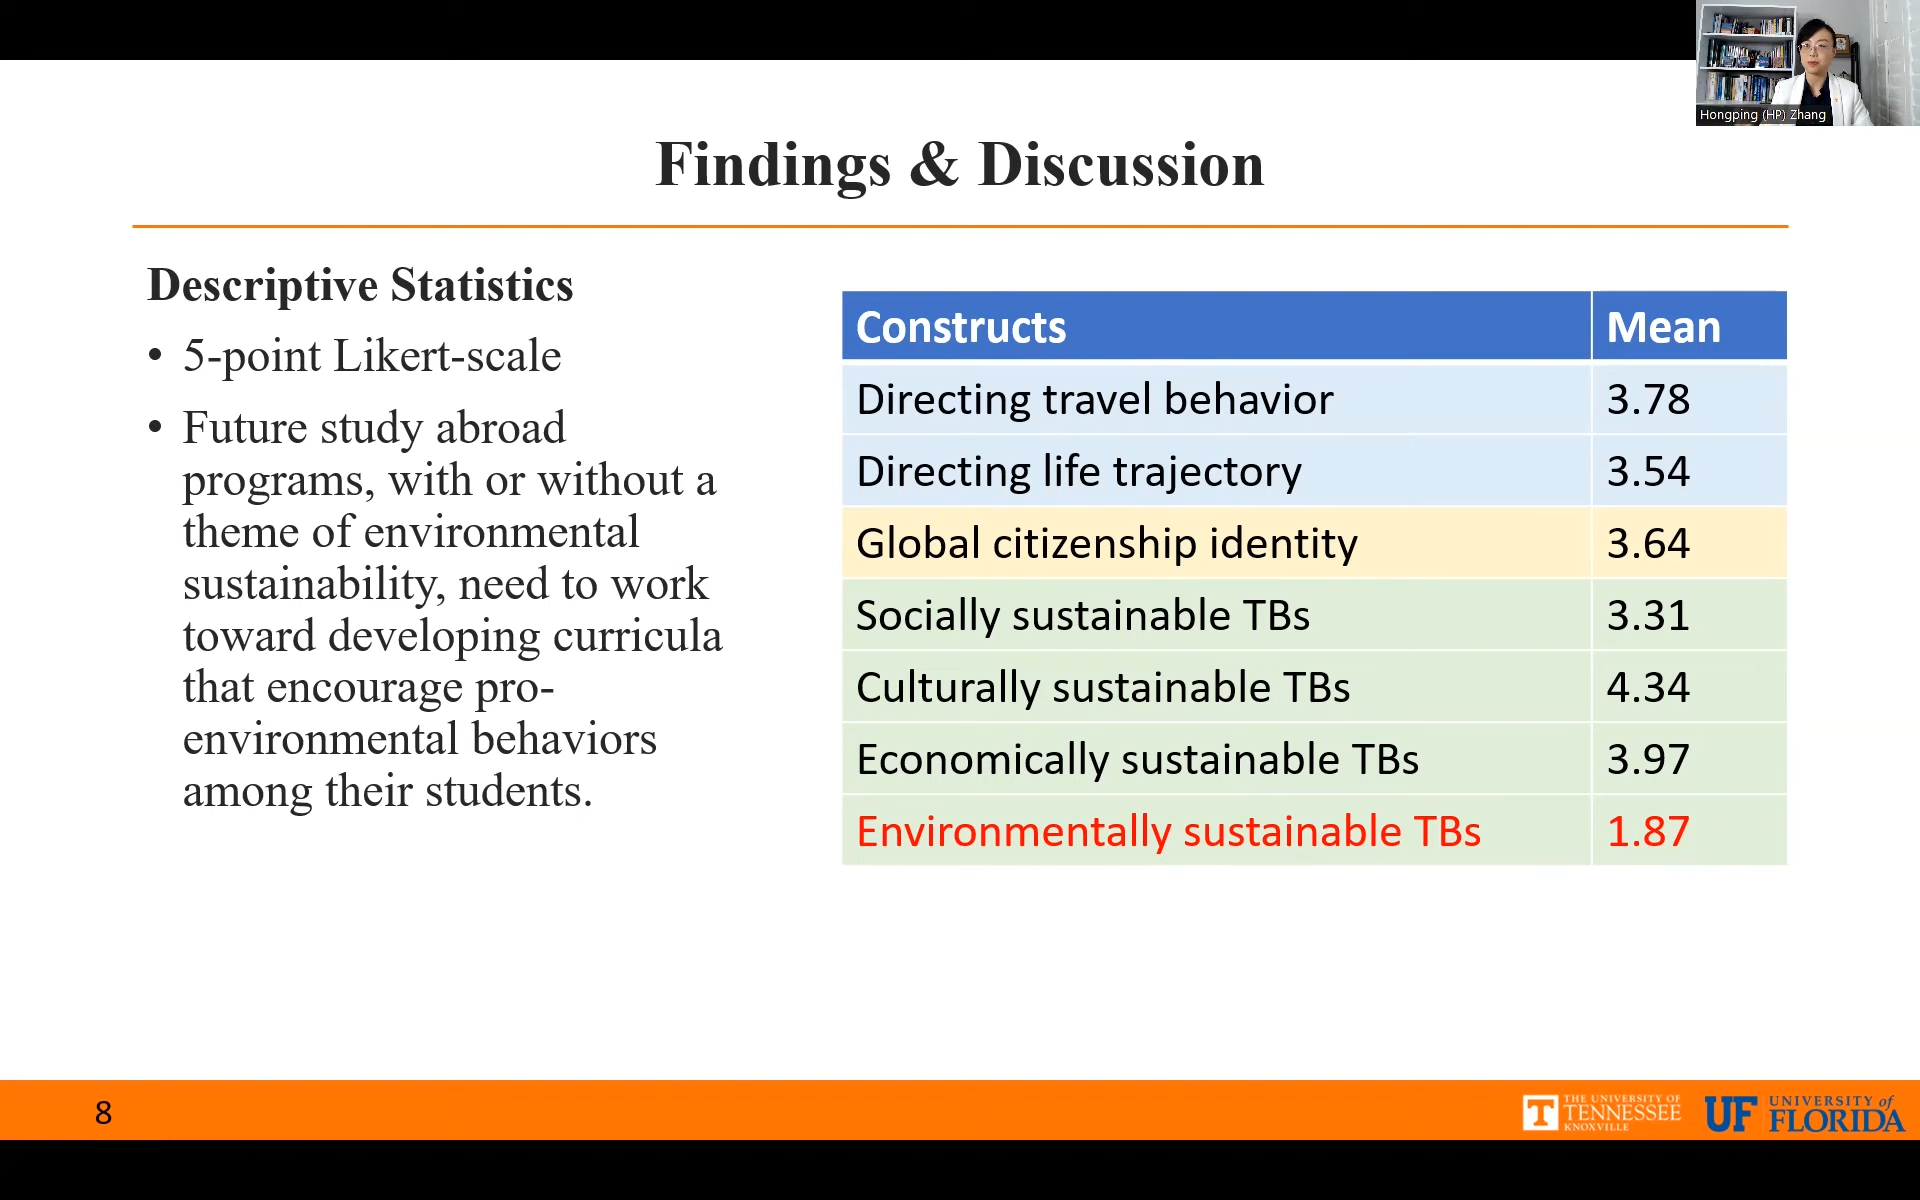 Hongping (HP) Zhang
Findings & Discussion
Descriptive Statistics
• 5-point Likert-scale
• Future study abroad
programs, with or without a
theme of environmental
sustainability, need to work
toward developing curricula
that encourage pro-
environmental behaviors
among their students.
Constructs Mean
Directing travel behavior 3.78
Directing life trajectory 3.54
Global citizenship identity 3.64
Socially sustainable TBs 3.31
Culturally sustainable TBs 4.34
Economically sustainable TBs 3.97
Environmentally sustainable TBs 1.87
8
T
THE UNIVERSITY OF
TENNESSEE
KNOXVILLE
UF
UNIVERSITY of
FLORIDA